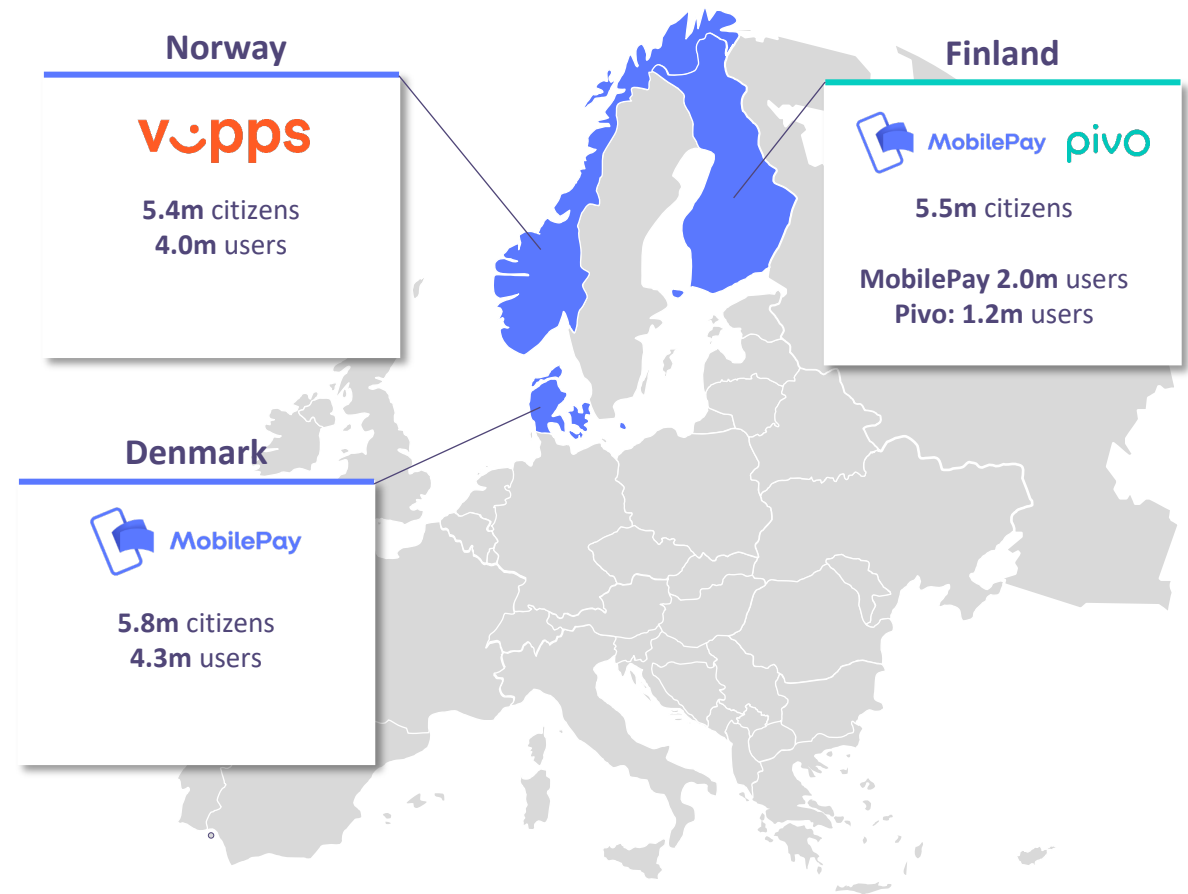 Norway
vipps
5.4m citizens
4.0m users
Finland
MobilePay pivo
5.5m citizens
MobilePay 2.0m users
Pivo: 1.2m users
Denmark
MobilePay
5.8m citizens
4.3m users